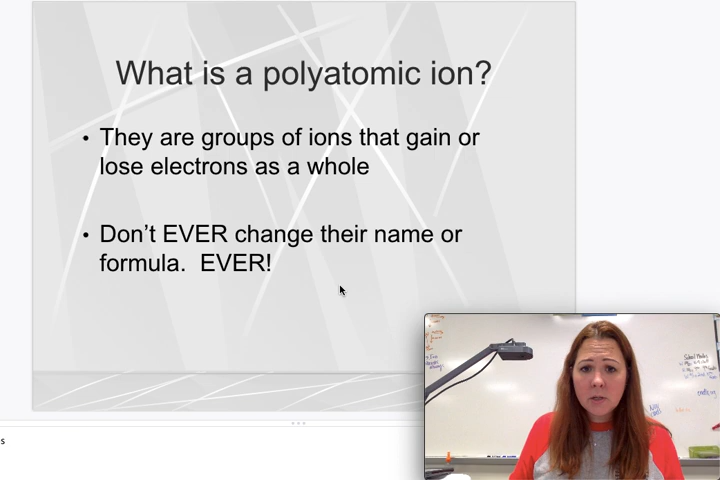 What is a polyatomic ion?
• They are groups of ions that gain or
lose electrons as a whole
• Don’t EVER change their name or
formula.  EVER!
s